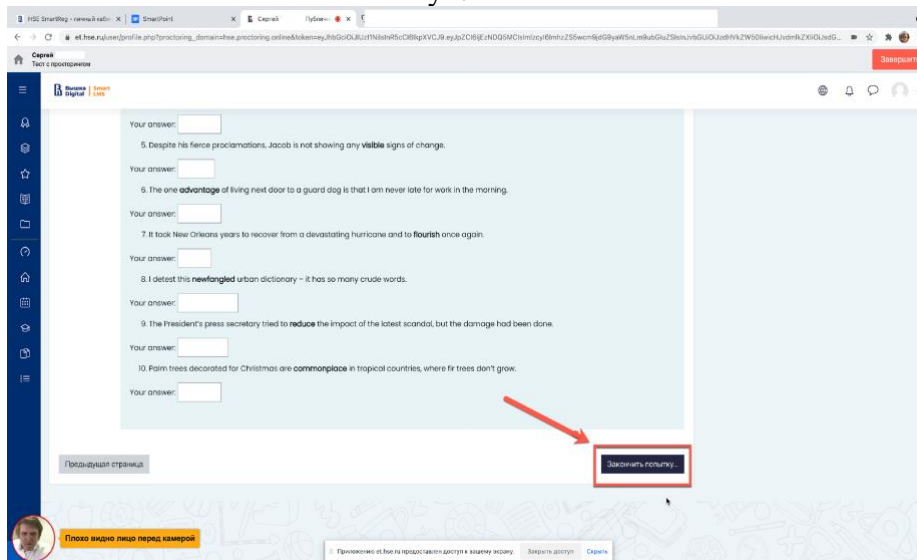 HSE SmartReg - личный каби
SmartPoint
Сергей
Публичн
Сергей
Тест с прокторингом
Завершить
Вышка Digital
Smart LMS
Your answer:
5. Despite his fierce proclamations, Jacob is not showing any visible signs of change.
Your answer:
6. The one advantage of living next door to a guard dog is that I am never late for work in the morning.
Your answer:
7. It took New Orleans years to recover from a devastating hurricane and to flourish once again.
Your answer:
8. I detest this newfangled urban dictionary – it has so many crude words.
Your answer:
9. The President's press secretary tried to reduce the impact of the latest scandal, but the damage had been done.
Your answer:
10. Palm trees decorated for Christmas are commonplace in tropical countries, where fir trees don't grow.
Your answer:
Предыдущая страница
Закончить попытку...
Плохо видно лицо перед камерой
Приложению et.hse.ru предоставлен доступ к вашему экрану.
Закрыть доступ
Скрыть